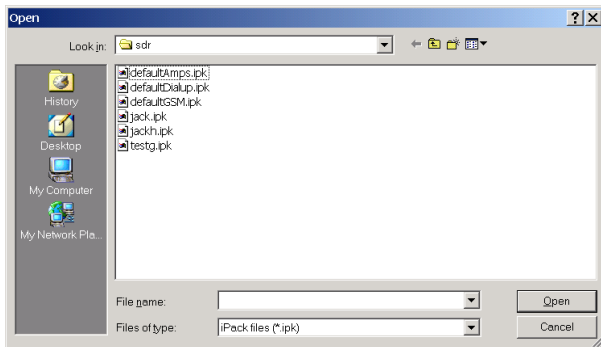 Open
Look in:
sdr
History
Desktop
My Computer
My Network Pla...
defaultAmps.ipk
defaultDialup.ipk
defaultGSM.ipk
jack.ipk
jackh.ipk
testg.ipk
File name:
Open
Files of type:
iPack files (*.ipk)
Cancel